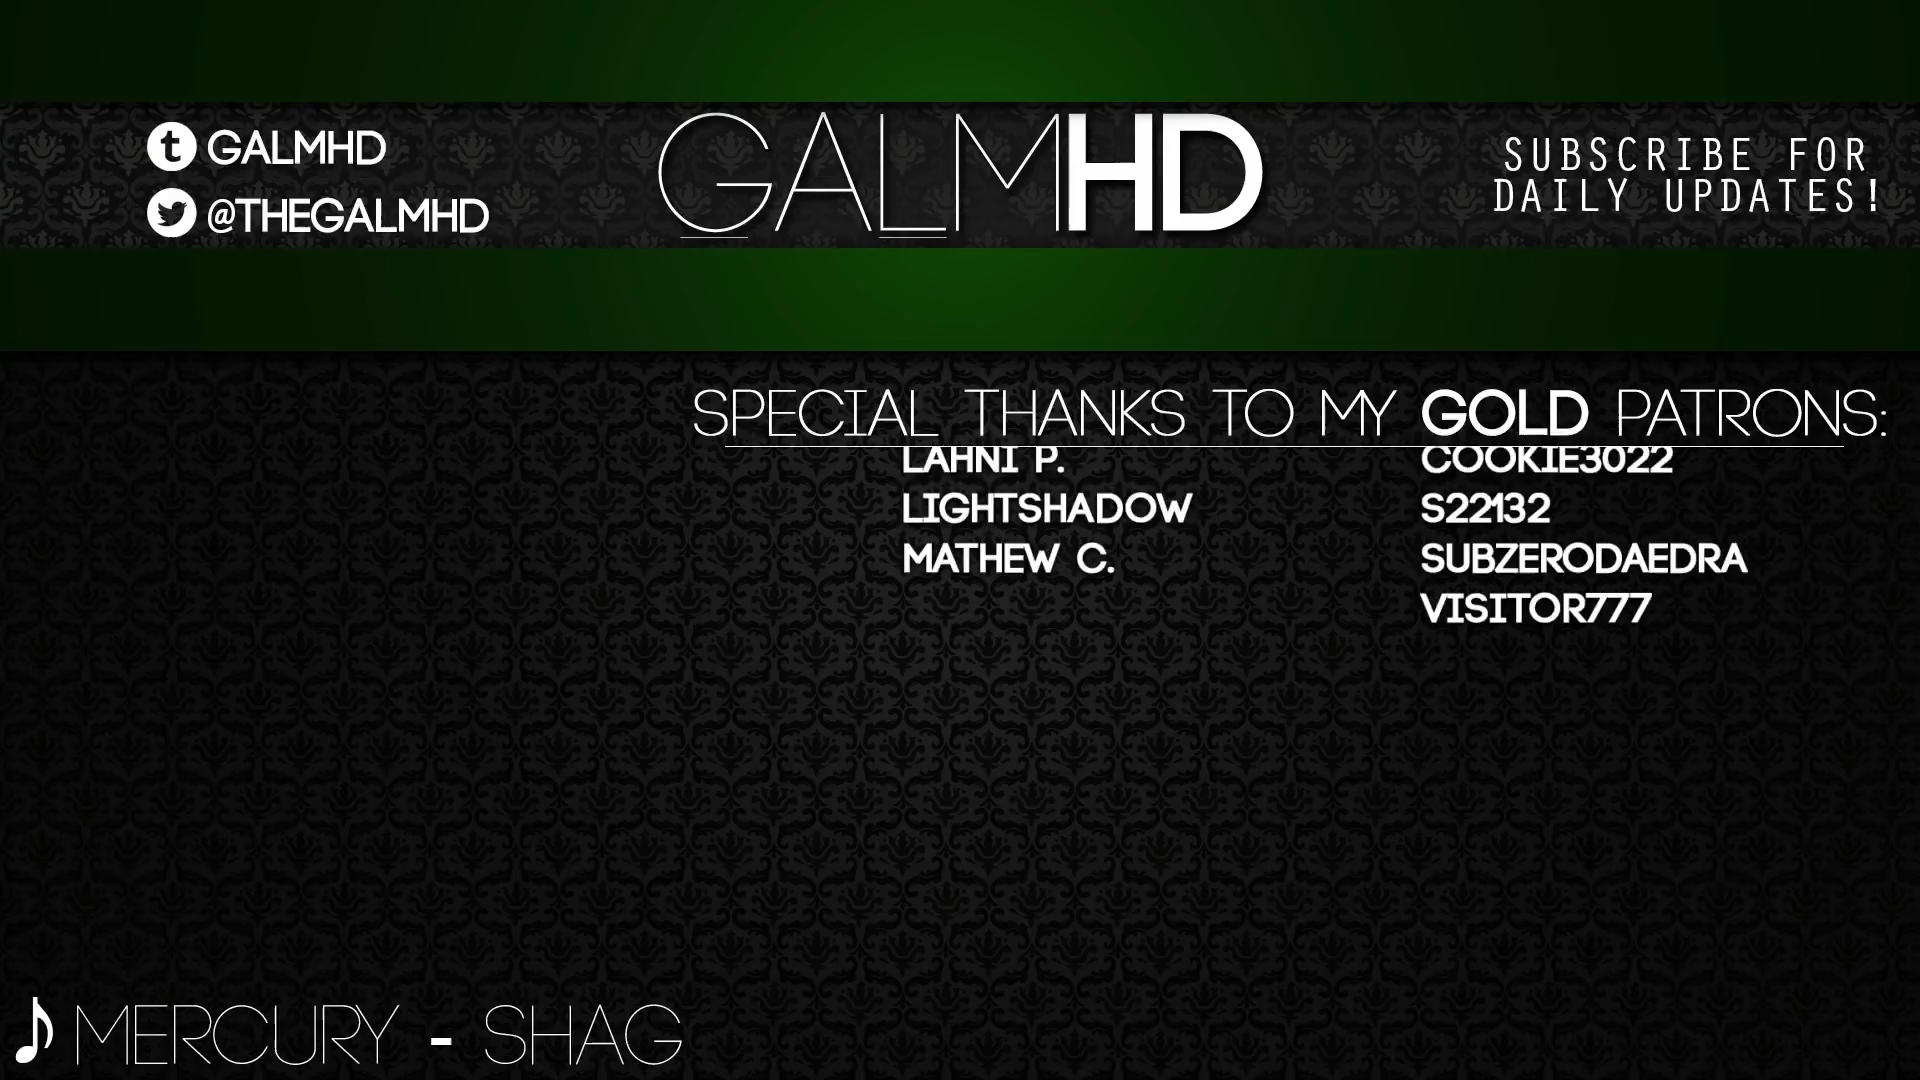 GALMHD
@THEGALMHD
GALMHD
SUBSCRIBE FOR
DAILY UPDATES!
SPECIAL THANKS TO MY GOLD PATRONS:
LAHNI P.
LIGHTSHADOW
MATHEW C.
COOKIE3022
S22132
SUBZERODAEDRA
VISITOR777
MERCURY - SHAG